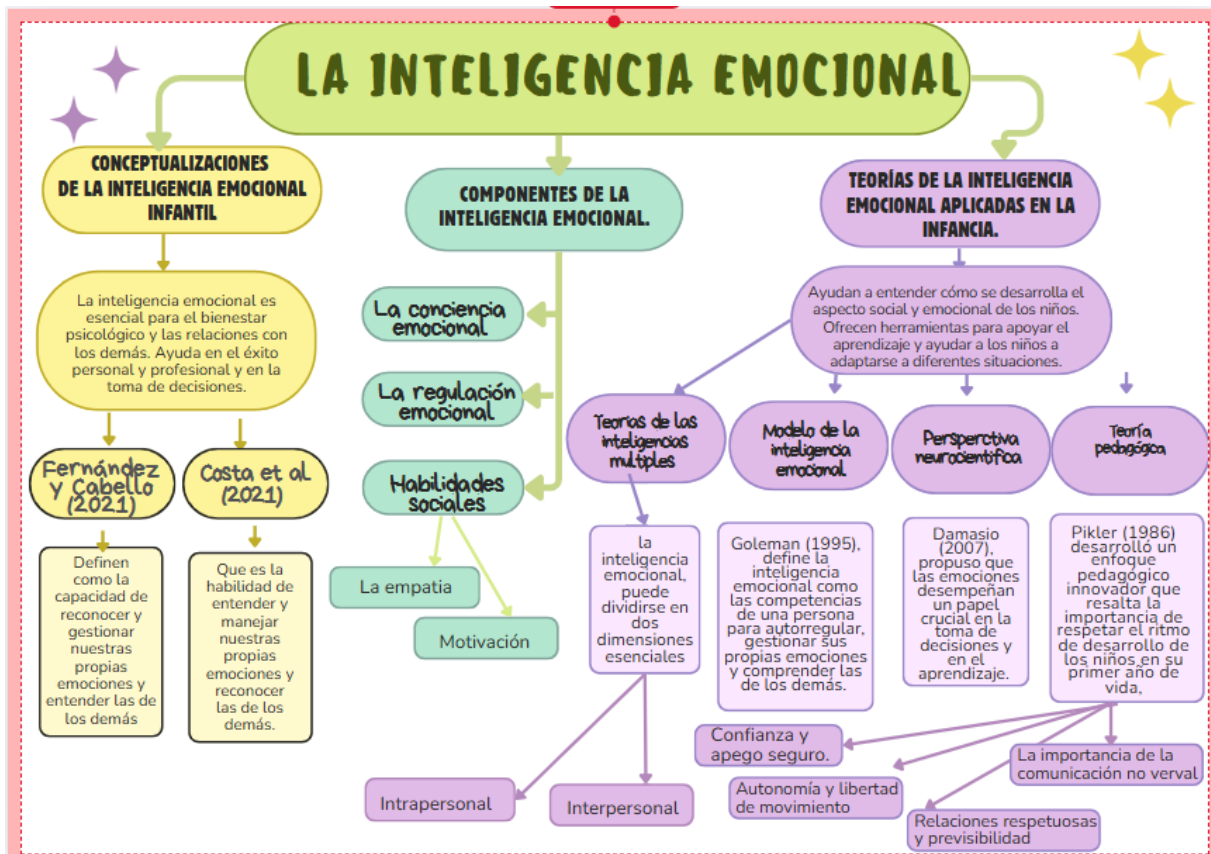 LA INTELIGENCIA EMOCIONAL
CONCEPTUALIZACIONES
DE LA INTELIGENCIA EMOCIONAL
INFANTIL
La inteligencia emocional es
esencial para el bienestar
psicológico y las relaciones con
los demás. Ayuda en el éxito
personal y profesional y en la
toma de decisiones.
Fernández
y Cabello
(2021)
Definen
como la
capacidad de
reconocer y
gestionar
nuestras
propias
emociones y
entender las de
los demás
Costa et al
(2021)
Que es la
habilidad de
entender y
manejar
nuestras
propias
emociones y
reconocer
las de los
demás.
COMPONENTES DE LA
INTELIGENCIA EMOCIONAL.
La conciencia
emocional
La regulación
emocional
Habilidades
sociales
La empatia
Motivación
TEORÍAS DE LA INTELIGENCIA
EMOCIONAL APLICADAS EN LA
INFANCIA.
Ayudan a entender cómo se desarrolla el
aspecto social y emocional de los niños.
Ofrecen herramientas para apoyar el
aprendizaje y ayudar a los niños a
adaptarse a diferentes situaciones.
Teorías de las
inteligencias
multiples
la
inteligencia
emocional,
puede
dividirse en
dos
dimensiones
esenciales
Intrapersonal
Interpersonal
Modelo de la
inteligencia
emocional
Goleman (1995),
define la
inteligencia
emocional como
las competencias
de una persona
para autorregular,
gestionar sus
propias emociones
y comprender las
de los demás.
Persperctiva
neurocientifica
Damasio
(2007),
propuso que
las emociones
desempeñan
un papel
crucial en la
toma de
decisiones y
en el
aprendizaje.
Teoría
pedagógica
Pikler (1986)
desarrolló un
enfoque
pedagógico
innovador que
resalta la
importancia de
respetar el ritmo
de desarrollo de
los niños en su
primer año de
vida,
Confianza y
apego seguro.
Autonomía y libertad
de movimiento
Relaciones respetuosas
y previsibilidad
La importancia de la
comunicación no verval